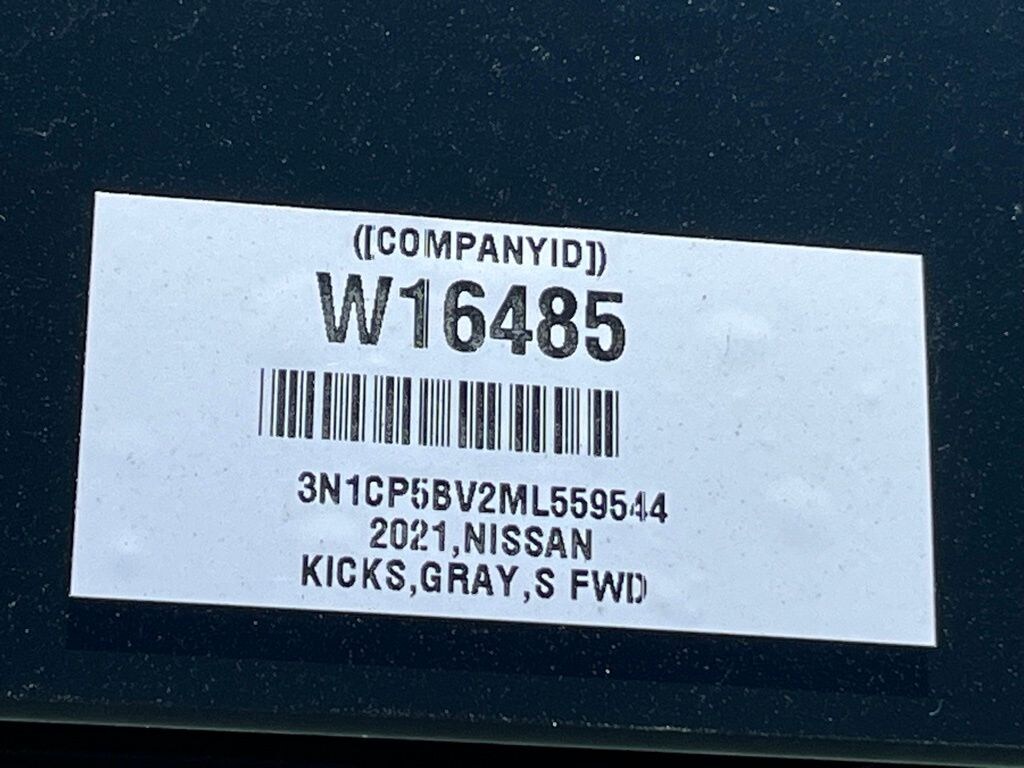 ([COMPANYID])
W16485
3N1CP5BV2ML559544
2021,NISSAN
KICKS,GRAY,S FWD